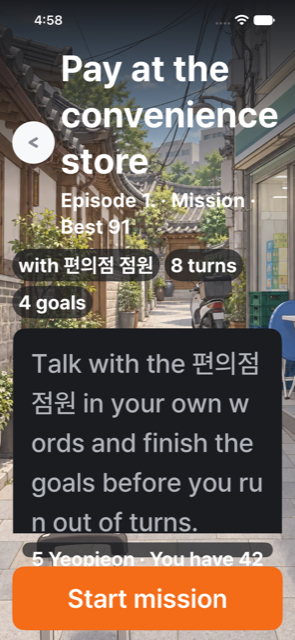 4:58
Pay at the
convenience
<
store
Episode 1 · Mission ·
Best 91
with 편의점 점원
8 turns
4 goals
Talk with the 편의점
점원 in your own w
ords and finish the
goals before you ru
n out of turns.
5 Yeopjeon · You have 42
Start mission